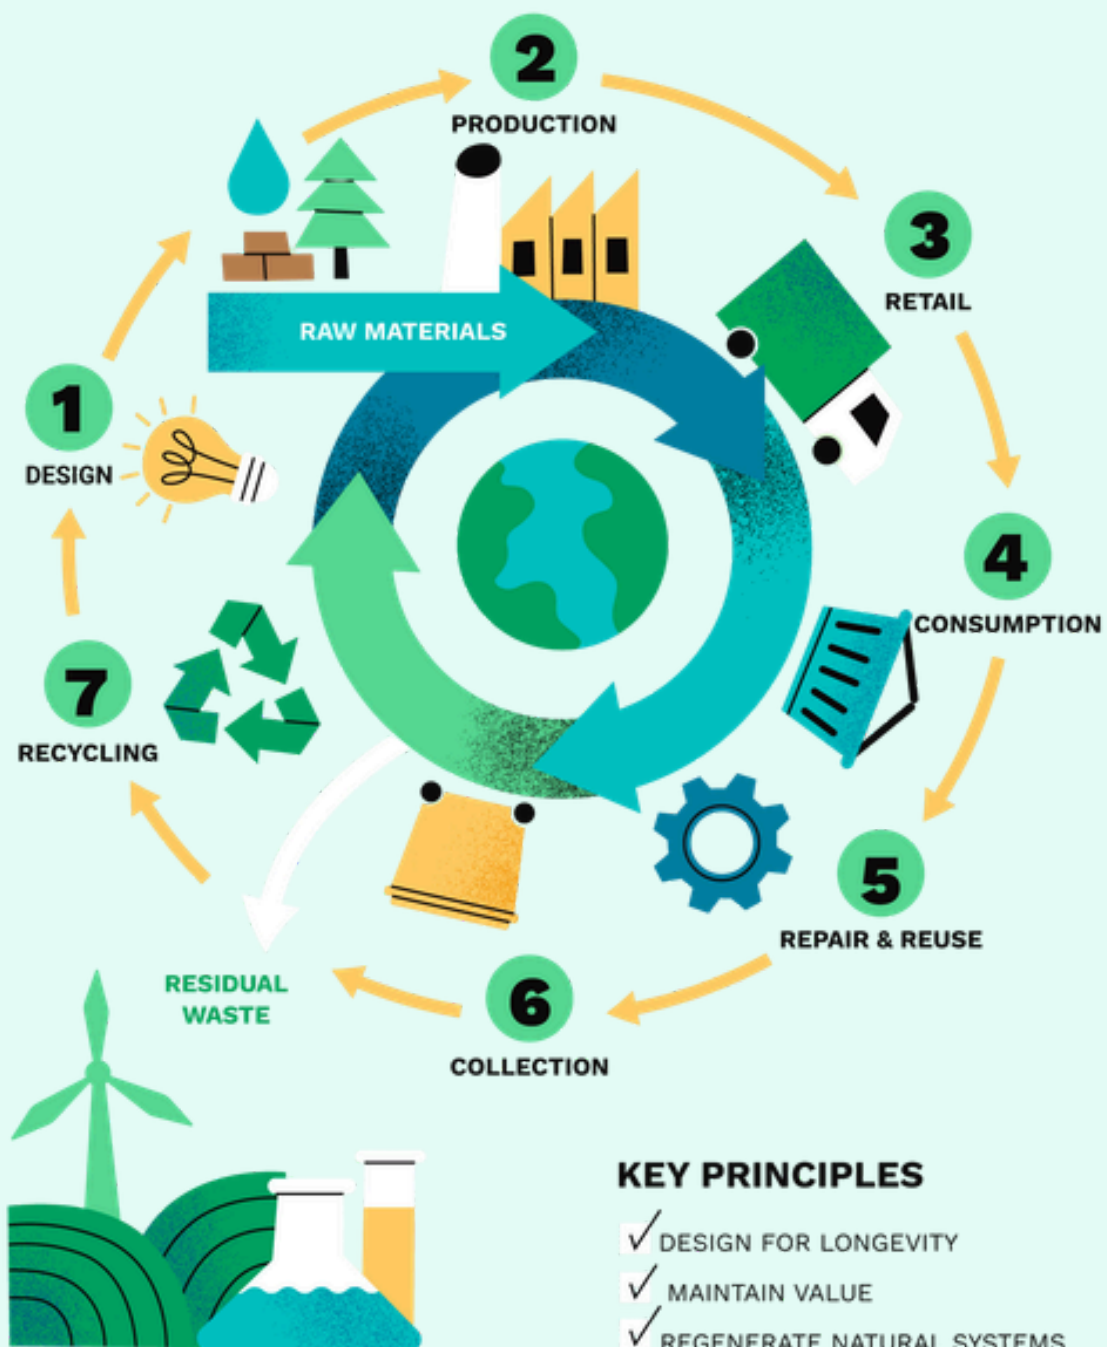 2
PRODUCTION
3
RETAIL
RAW MATERIALS
1
DESIGN
4
CONSUMPTION
7
RECYCLING
5
REPAIR & REUSE
RESIDUAL
WASTE
6
COLLECTION
KEY PRINCIPLES
DESIGN FOR LONGEVITY
MAINTAIN VALUE
REGENERATE NATURAL SYSTEMS